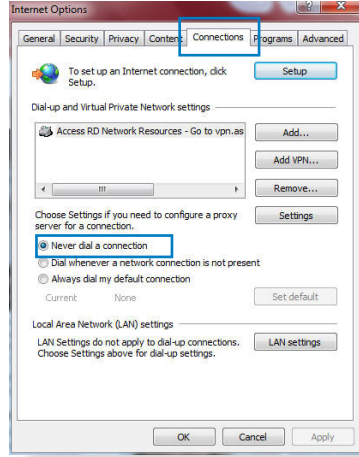 Internet Options
General Security Privacy Content Connections Programs Advanced
To set up an Internet connection, click
Setup.
Setup
Dial-up and Virtual Private Network settings
Access RD Network Resources - Go to vpn.as
Add...
Add VPN...
Remove...
Choose Settings if you need to configure a proxy
server for a connection.
Settings
Never dial a connection
Dial whenever a network connection is not present
Always dial my default connection
Current None
Set default
Local Area Network (LAN) settings
LAN Settings do not apply to dial-up connections.
Choose Settings above for dial-up settings.
LAN settings
OK Cancel Apply